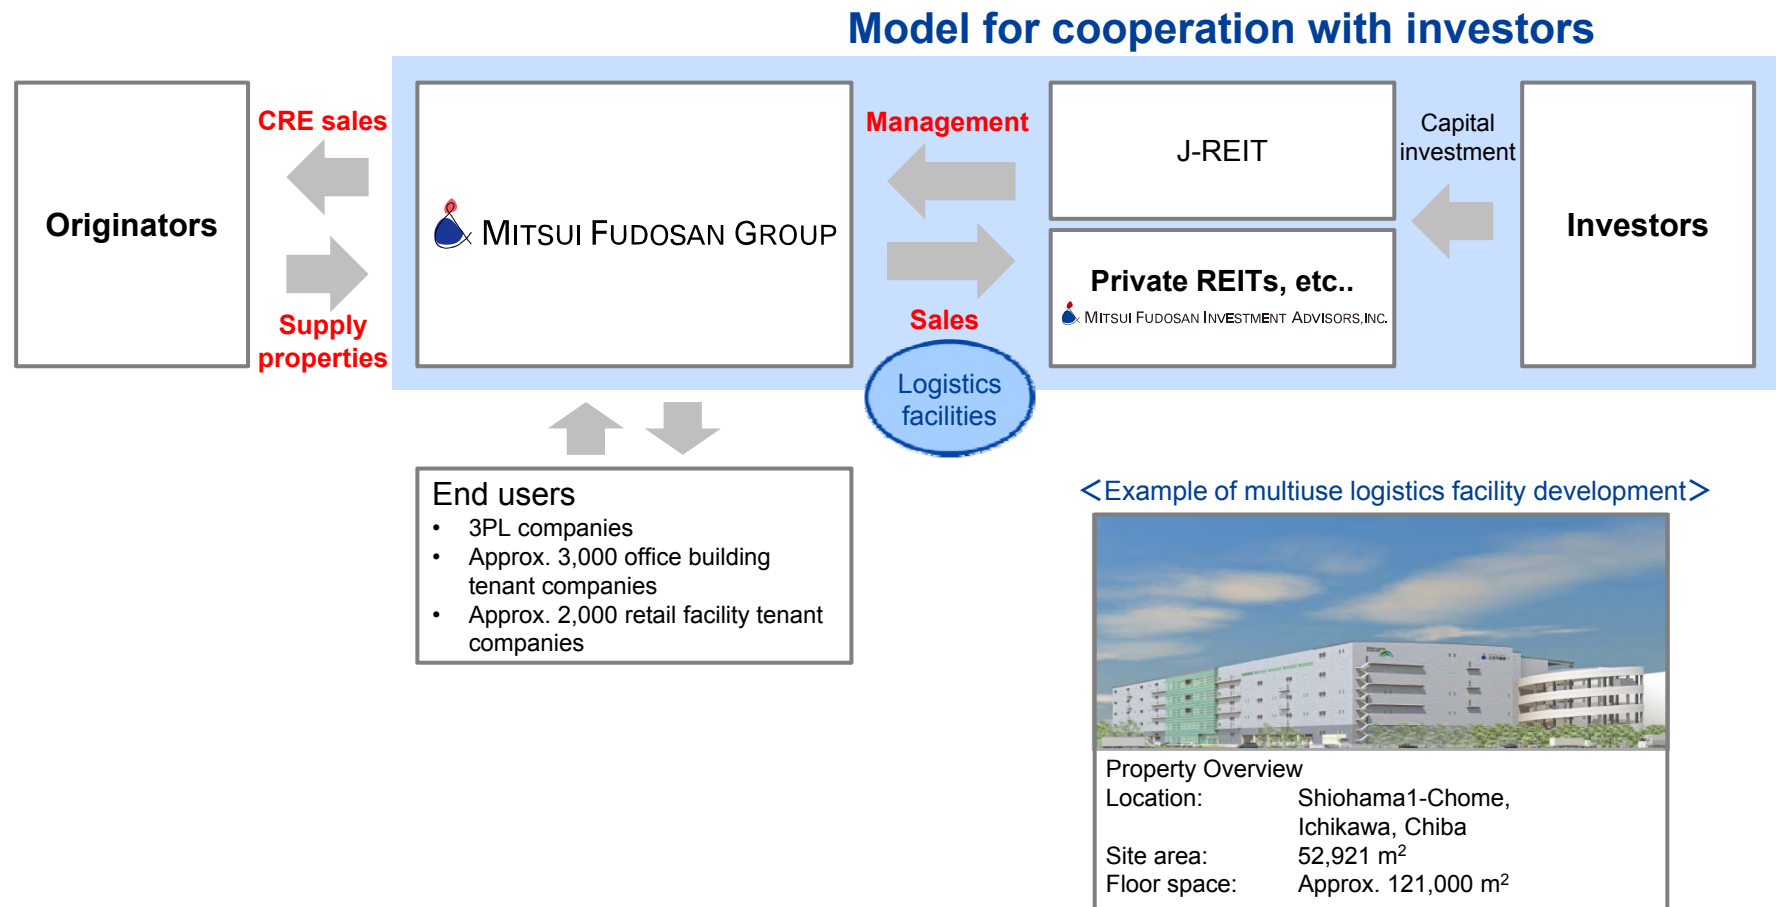 Model for cooperation with investors
Originators
CRE sales
Supply
properties
MITSUI FUDOSAN GROUP
Management
Sales
Logistics
facilities
J-REIT
Private REITs, etc..
MITSUI FUDOSAN INVESTMENT ADVISORS,INC.
Capital
investment
Investors
End users
• 3PL companies
• Approx. 3,000 office building
tenant companies
• Approx. 2,000 retail facility tenant
companies
<Example of multiuse logistics facility development>
Property Overview
Location: Shiohama1-Chome,
Ichikawa, Chiba
Site area: 52,921 m²
Floor space: Approx. 121,000 m²